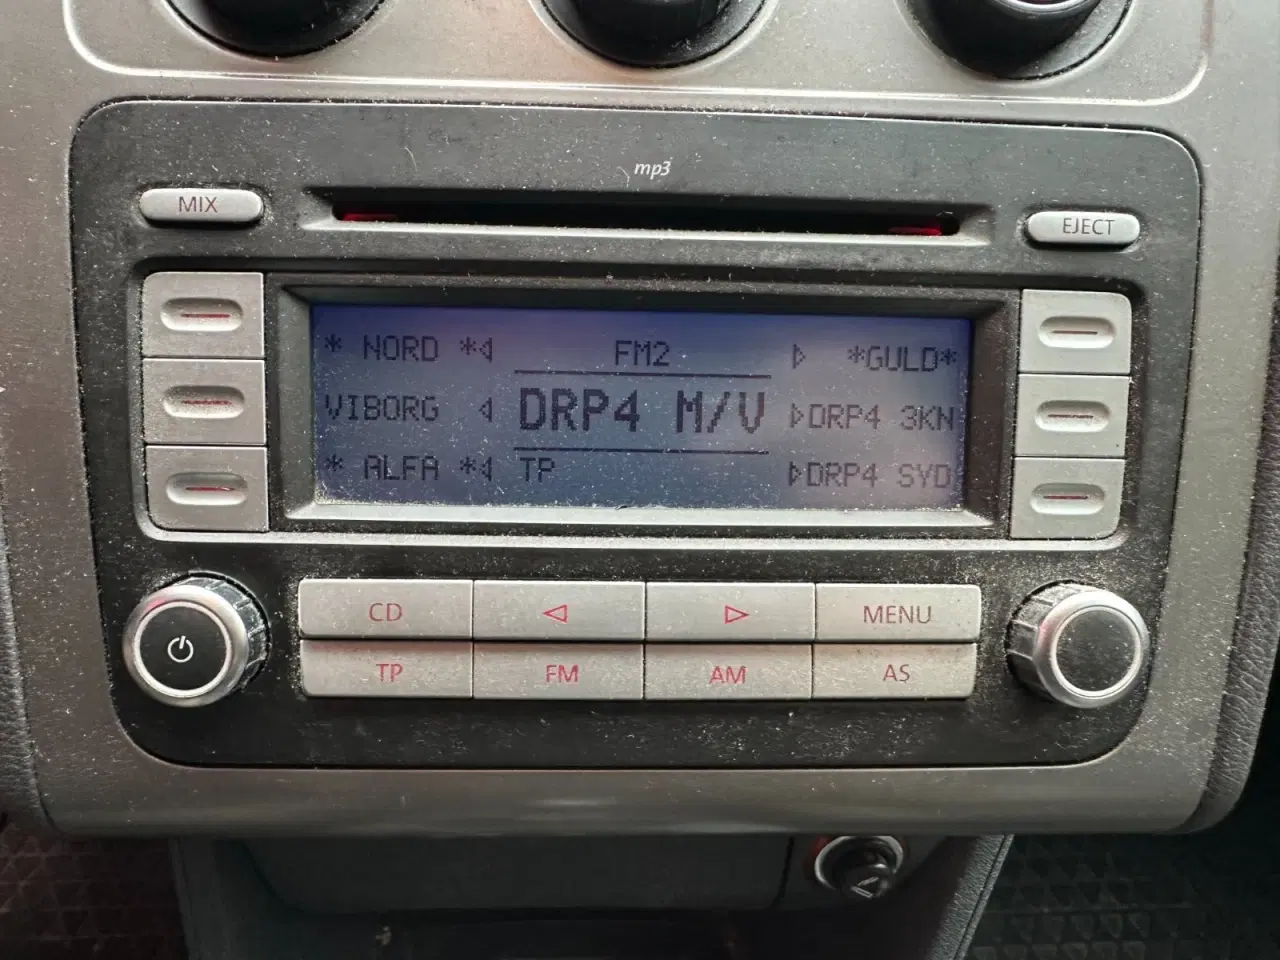 mp3
MIX
EJECT
* NORD * FM2 *GULD*
VIBORG DRP4 M/V DRP4 3KN
* ALFA * TP DRP4 SYD
CD MENU
TP FM AM AS